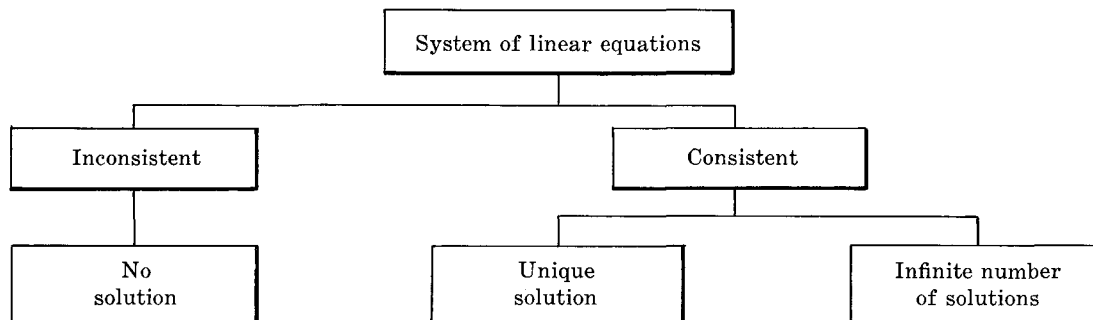 System of linear equations
Inconsistent
Consistent
No
solution
Unique
solution
Infinite number
of solutions